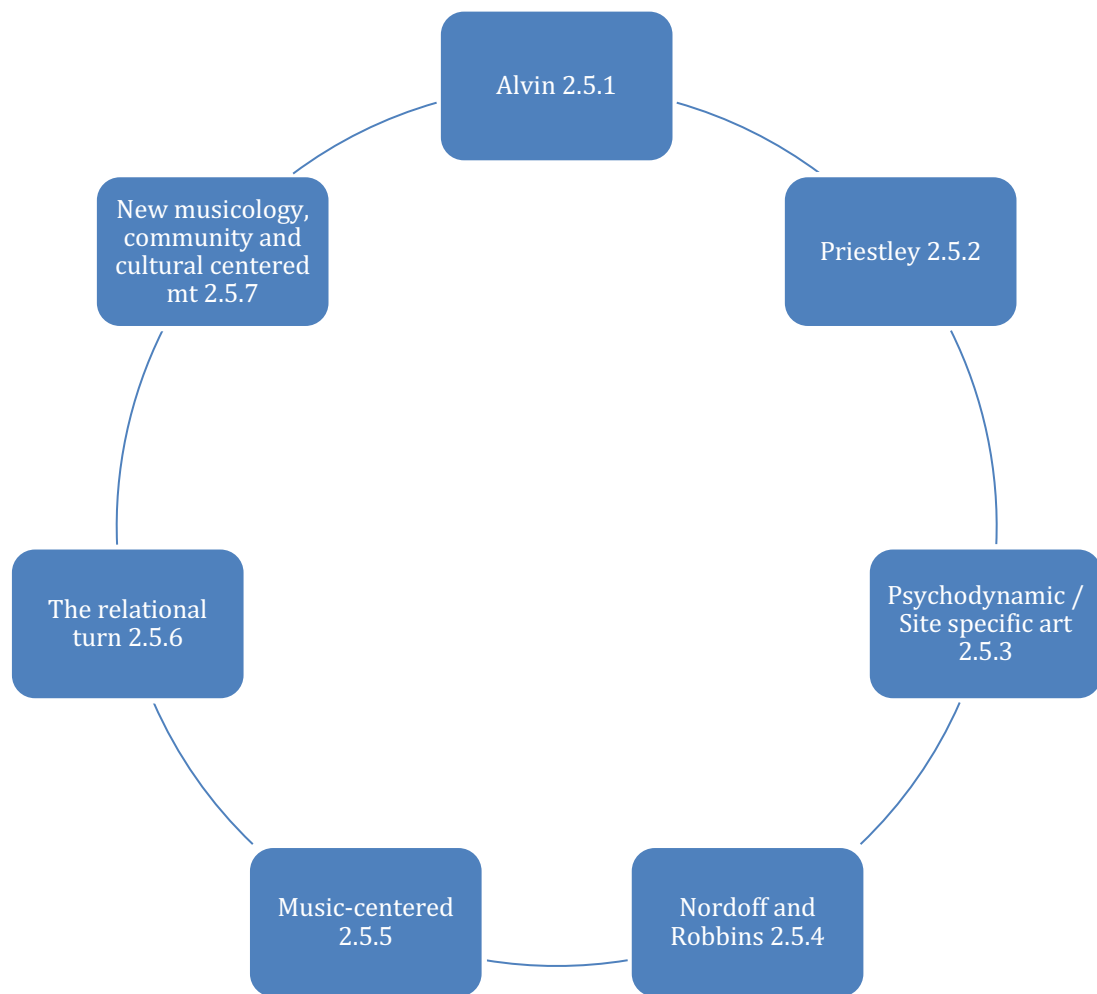 Alvin 2.5.1
Priestley 2.5.2
Psychodynamic /
Site specific art
2.5.3
Nordoff and
Robbins 2.5.4
Music-centered
2.5.5
The relational
turn 2.5.6
New musicology,
community and
cultural centered
mt 2.5.7